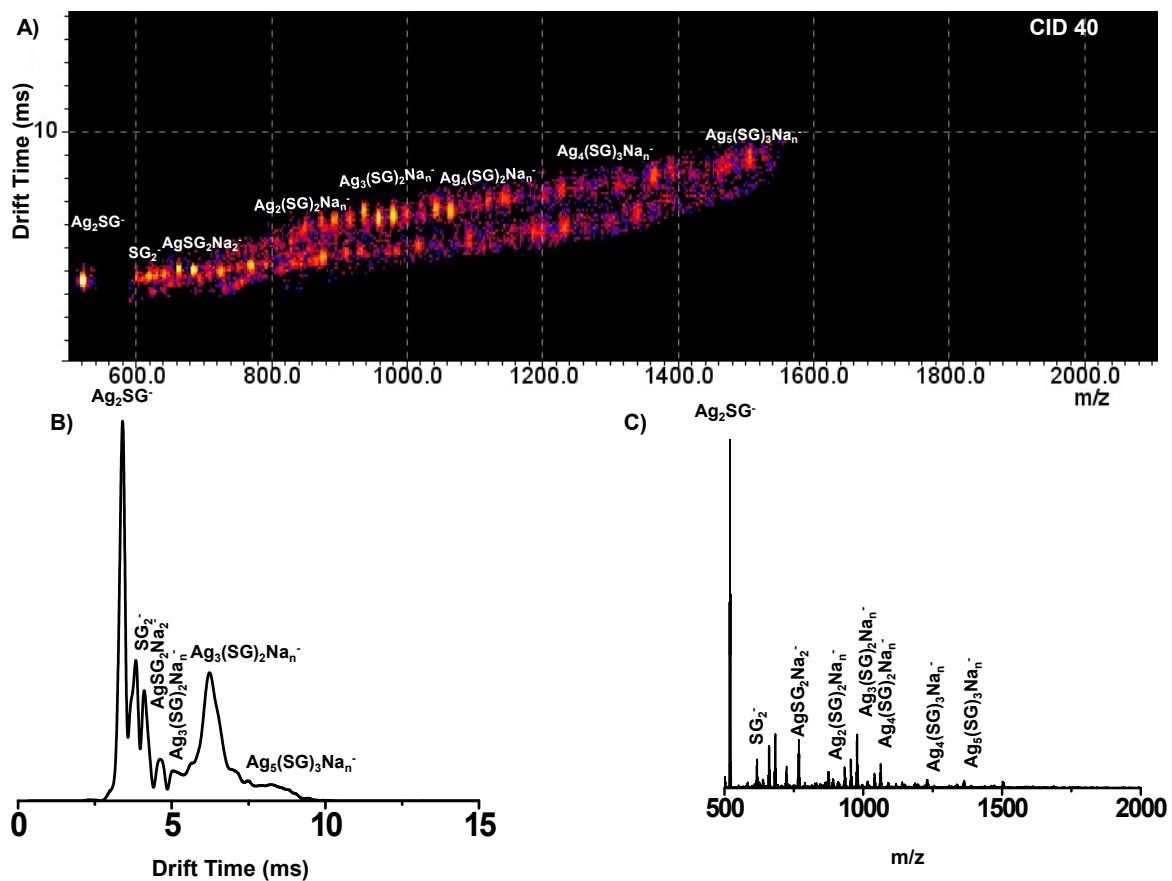 A)
CID 40
Drift Time (ms)
10
Ag₂SG⁻
SG₂⁻
AgSG₂Na₂⁻
Ag₂(SG)₂Naₙ⁻
Ag₃(SG)₂Naₙ⁻
Ag₄(SG)₂Naₙ⁻
Ag₄(SG)₃Naₙ⁻
Ag₅(SG)₃Naₙ⁻
600.0 800.0 1000.0 1200.0 1400.0 1600.0 1800.0 2000.0
m/z
B)
Ag₂SG⁻
SG₂⁻
AgSG₂Na₂⁻
Ag₃(SG)₂Naₙ⁻
Ag₃(SG)₂Naₙ⁻
Ag₅(SG)₃Naₙ⁻
0 5 10 15
Drift Time (ms)
C)
Ag₂SG⁻
SG₂⁻
AgSG₂Na₂⁻
Ag₂(SG)₂Naₙ⁻
Ag₃(SG)₂Naₙ⁻
Ag₄(SG)₂Naₙ⁻
Ag₄(SG)₃Naₙ⁻
Ag₅(SG)₃Naₙ⁻
500 1000 1500 2000
m/z